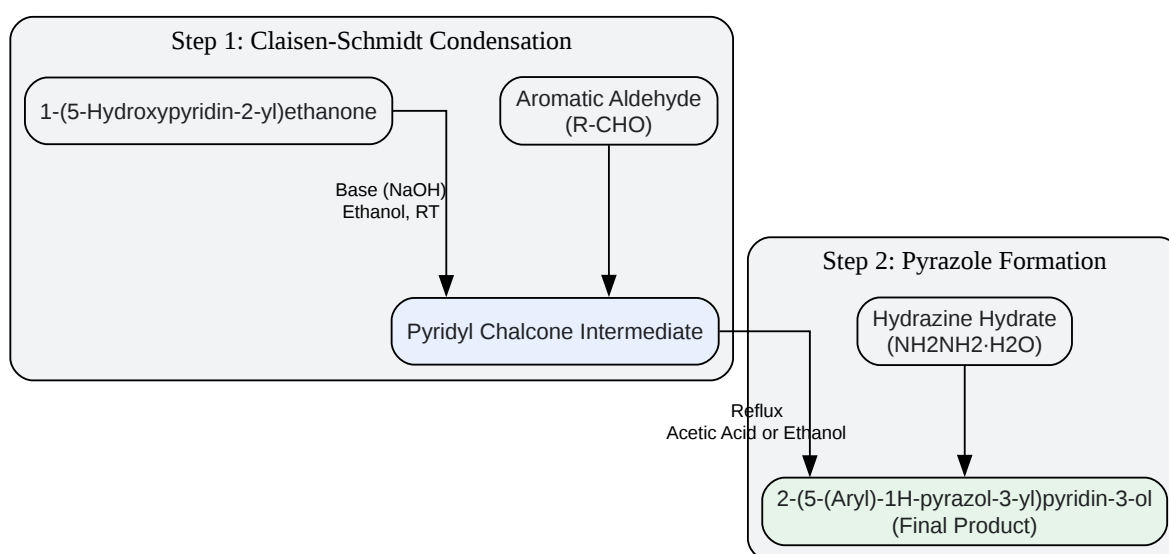 Step 1: Claisen-Schmidt Condensation
1-(5-Hydroxypyridin-2-yl)ethanone
Aromatic Aldehyde
(R-CHO)
Base (NaOH)
Ethanol, RT
Pyridyl Chalcone Intermediate
Step 2: Pyrazole Formation
Hydrazine Hydrate
(NH2NH2·H2O)
Reflux
Acetic Acid or Ethanol
2-(5-(Aryl)-1H-pyrazol-3-yl)pyridin-3-ol
(Final Product)